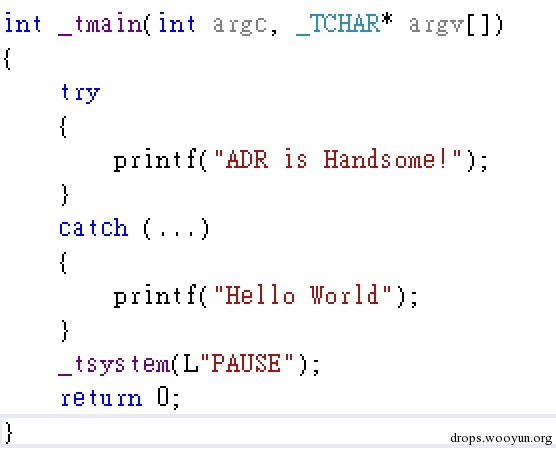 int _tmain(int argc, _TCHAR* argv[])
{
    try
    {
        printf("ADR is Handsome!");
    }
    catch (...)
    {
        printf("Hello World");
    }
    _tsystem(L"PAUSE");
    return 0;
}
drops.wooyun.org